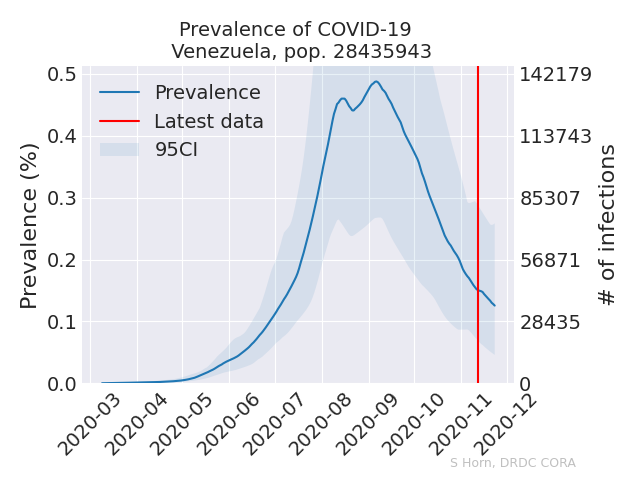 Prevalence of COVID-19
Venezuela, pop. 28435943
Prevalence (%)
0.5
0.4
0.3
0.2
0.1
0.0
Prevalence
Latest data
95CI
142179
113743
85307
56871
28435
0
# of infections
2020-03
2020-04
2020-05
2020-06
2020-07
2020-08
2020-09
2020-10
2020-11
2020-12
S Horn, DRDC CORA